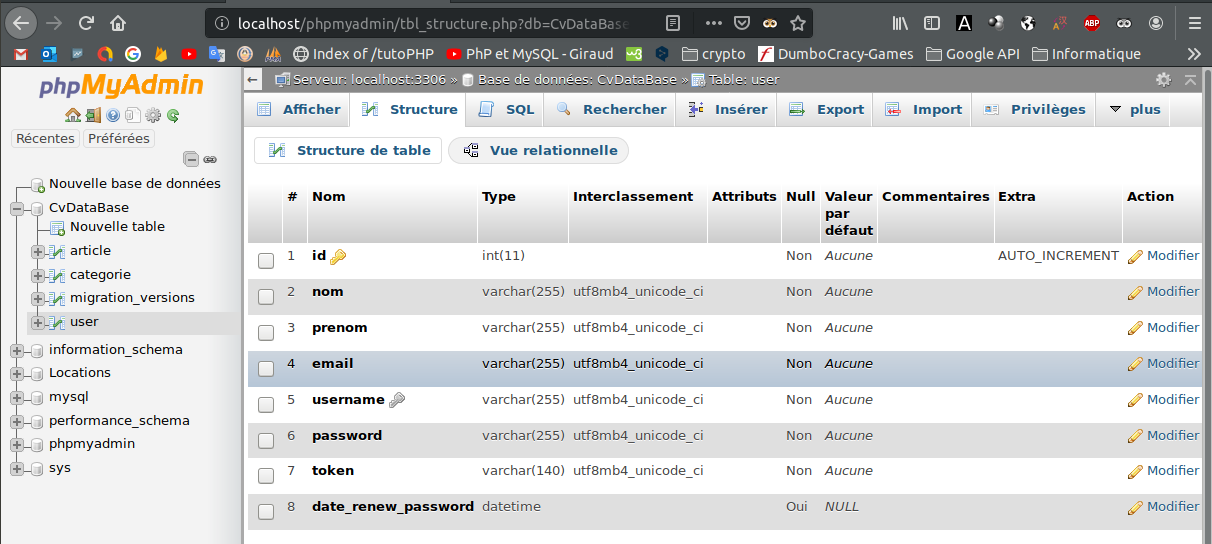 localhost/phpmyadmin/tbl_structure.php?db=CvDataBase
Index of /tutoPHP PhP et MySQL - Giraud crypto DumboCracy-Games Google API Informatique
phpMyAdmin
Récentes Préférées
Nouvelle base de données
CvDataBase
Nouvelle table
article
categorie
migration_versions
user
information_schema
Locations
mysql
performance_schema
phpmyadmin
sys
Serveur: localhost:3306 » Base de données: CvDataBase » Table: user
Afficher Structure SQL Rechercher Insérer Export Import Privilèges plus
Structure de table Vue relationnelle
# Nom Type Interclassement Attributs Null Valeur par défaut Commentaires Extra Action
1 id int(11) Non Aucune AUTO_INCREMENT Modifier
2 nom varchar(255) utf8mb4_unicode_ci Non Aucune Modifier
3 prenom varchar(255) utf8mb4_unicode_ci Non Aucune Modifier
4 email varchar(255) utf8mb4_unicode_ci Non Aucune Modifier
5 username varchar(255) utf8mb4_unicode_ci Non Aucune Modifier
6 password varchar(255) utf8mb4_unicode_ci Non Aucune Modifier
7 token varchar(140) utf8mb4_unicode_ci Non Aucune Modifier
8 date_renew_password datetime Oui NULL Modifier